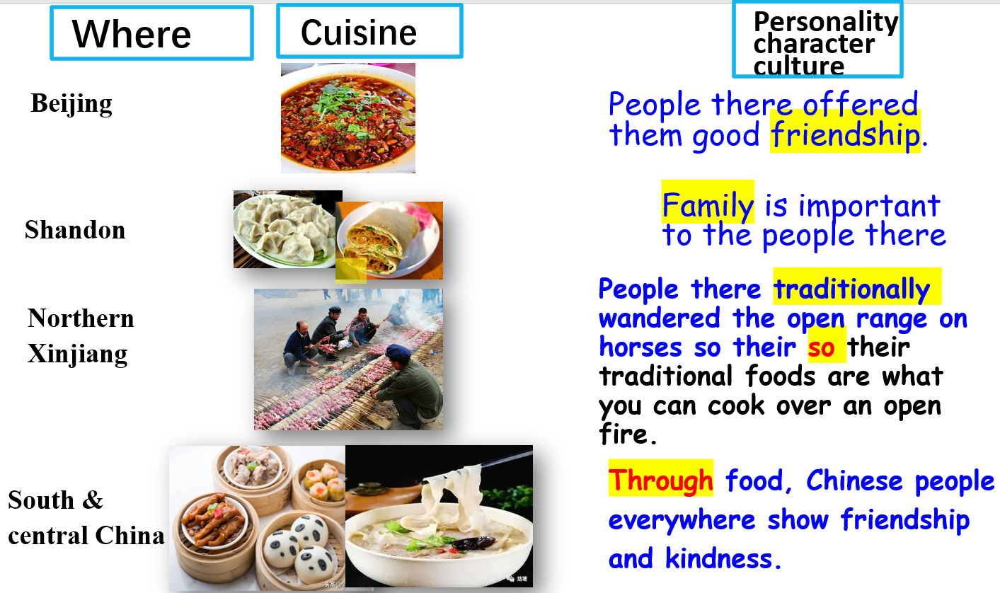 Where
Cuisine
Personality
character
culture
Beijing
People there offered
them good friendship.
Shandon
Family is important
to the people there
Northern
Xinjiang
People there traditionally
wandered the open range on
horses so their so their
traditional foods are what
you can cook over an open
fire.
South &
central China
Through food, Chinese people
everywhere show friendship
and kindness.